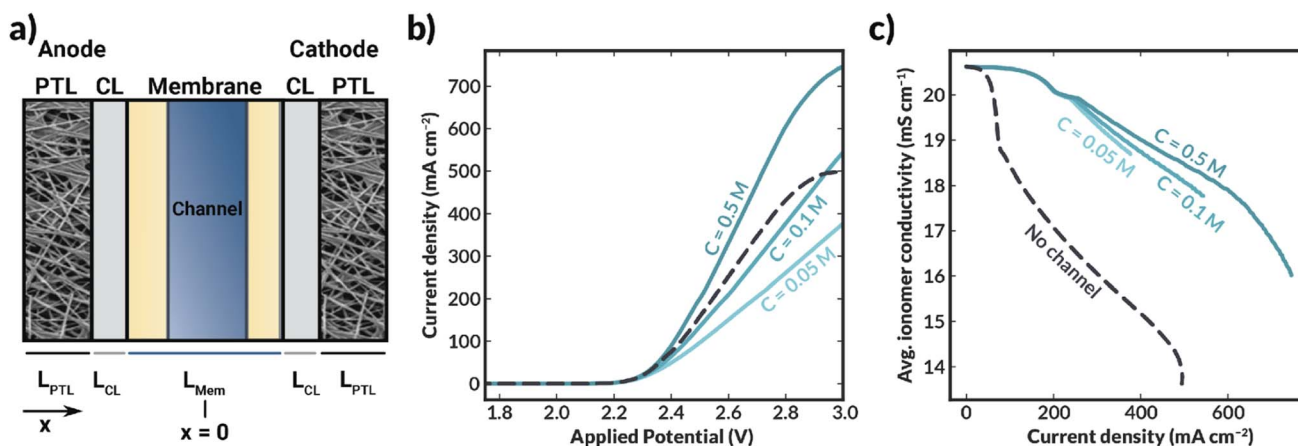 a)
Anode Cathode
PTL CL Membrane CL PTL
Channel
L_PTL L_CL L_Mem L_CL L_PTL
x
x = 0
b)
Current density (mA cm⁻²)
700
600
500
400
300
200
100
0
C = 0.5 M
C = 0.1 M
C = 0.05 M
1.8 2.0 2.2 2.4 2.6 2.8 3.0
Applied Potential (V)
c)
Avg. ionomer conductivity (mS cm⁻¹)
20
19
18
17
16
15
14
C = 0.5 M
C = 0.05 M
C = 0.1 M
No channel
0 200 400 600
Current density (mA cm⁻²)